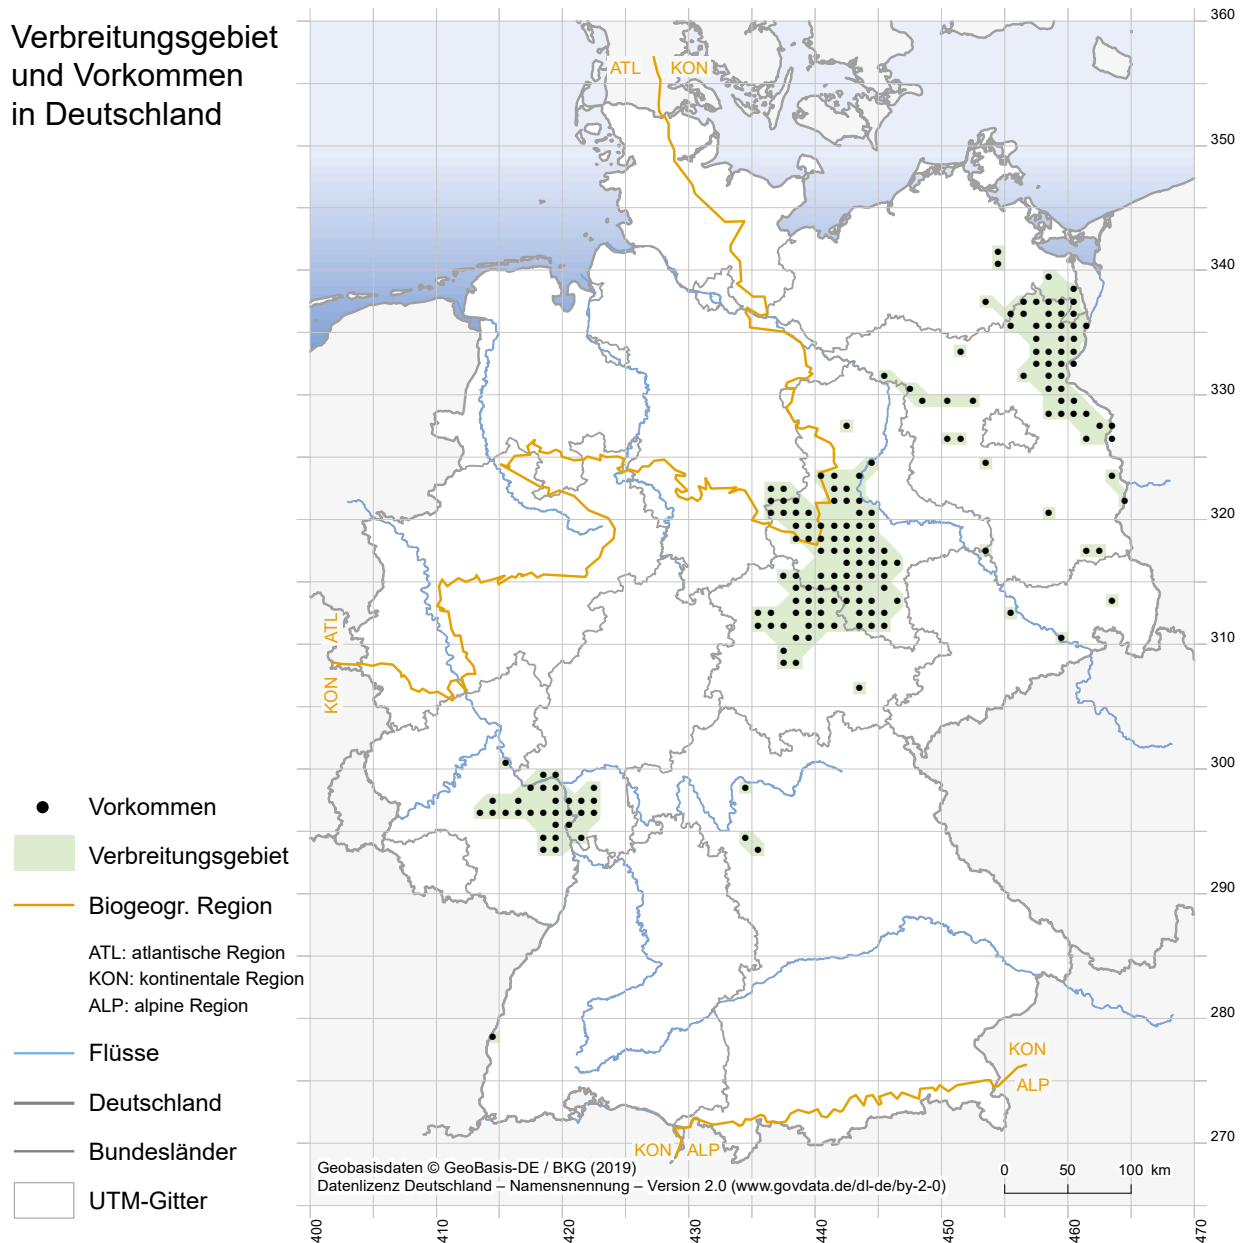 Verbreitungsgebiet
und Vorkommen
in Deutschland
ATL KON
360
350
340
330
320
310
300
290
280
270
ATL
KON
Vorkommen
Verbreitungsgebiet
Biogeogr. Region
ATL: atlantische Region
KON: kontinentale Region
ALP: alpine Region
Flüsse
Deutschland
Bundesländer
UTM-Gitter
KON
ALP
KON ALP
Geobasisdaten © GeoBasis-DE / BKG (2019)
Datenlizenz Deutschland – Namensnennung – Version 2.0 (www.govdata.de/dl-de/by-2-0)
0 50 100 km
400 410 420 430 440 450 460 470